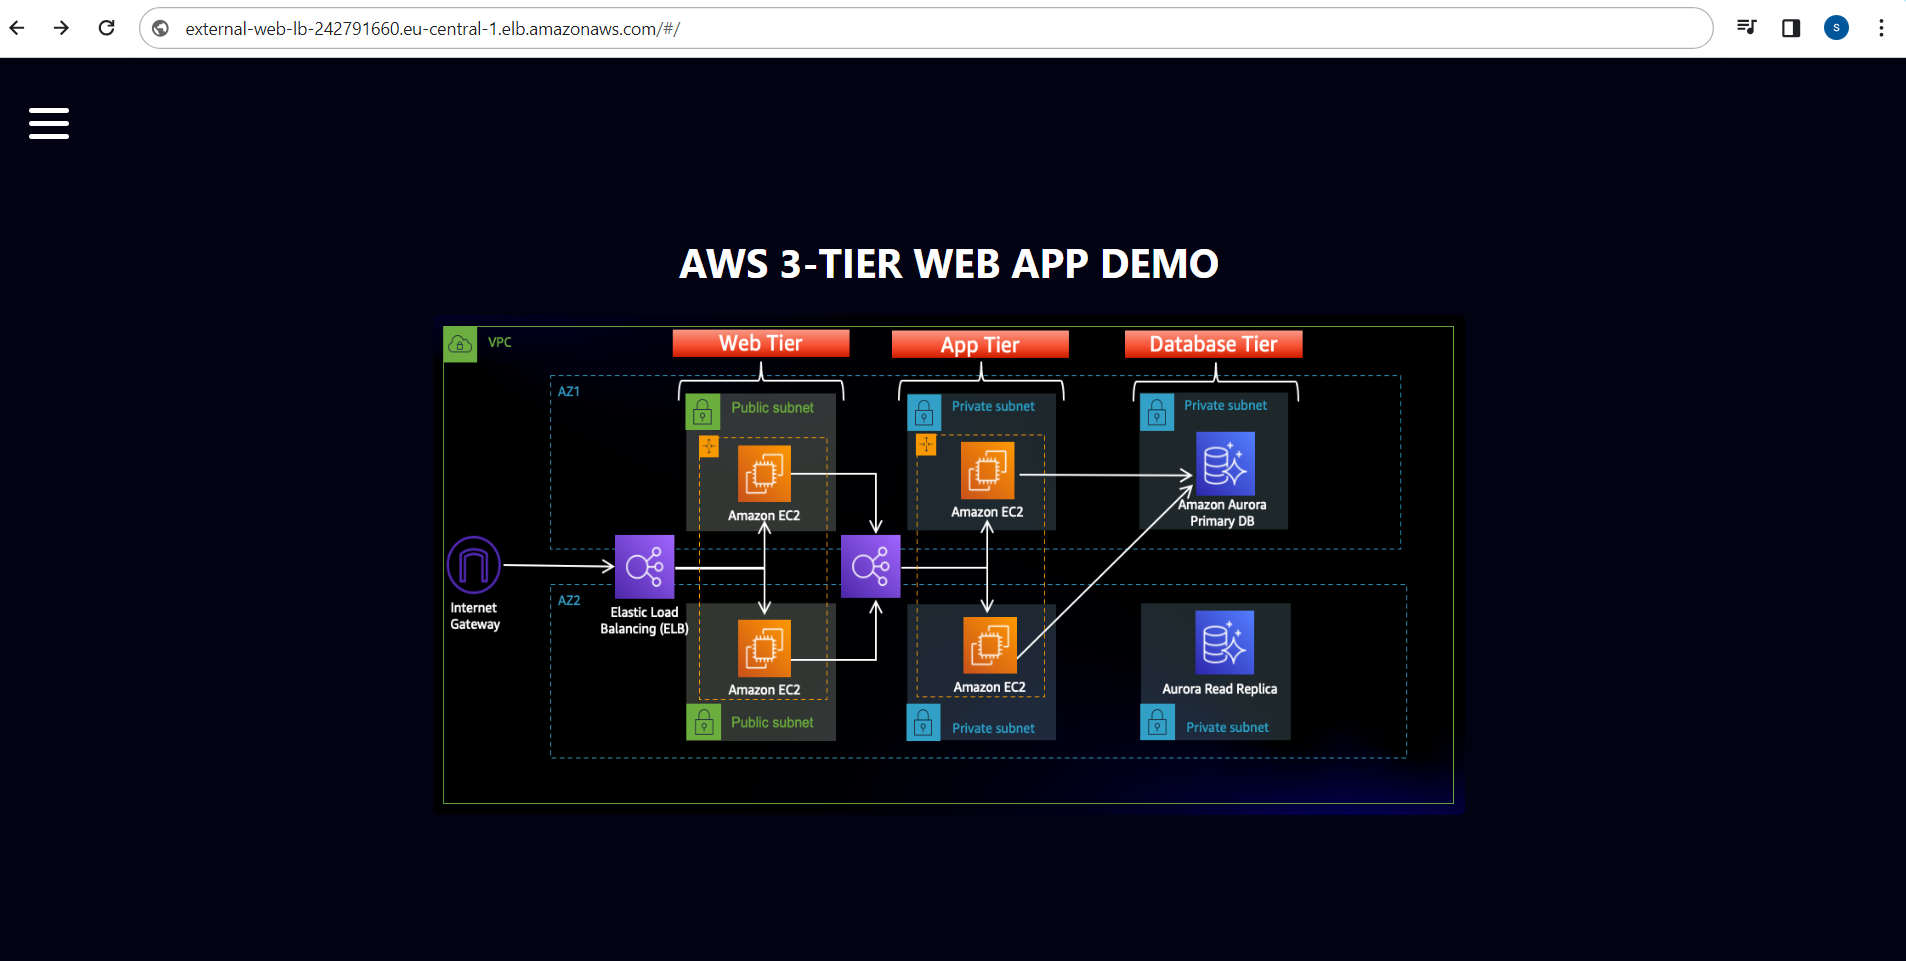 external-web-lb-242791660.eu-central-1.elb.amazonaws.com/#/
S
AWS 3-TIER WEB APP DEMO
VPC
Web Tier
App Tier
Database Tier
AZ1
Public subnet
Private subnet
Private subnet
Amazon EC2
Amazon EC2
Amazon Aurora
Primary DB
Internet
Gateway
Elastic Load
Balancing (ELB)
AZ2
Amazon EC2
Amazon EC2
Aurora Read Replica
Public subnet
Private subnet
Private subnet